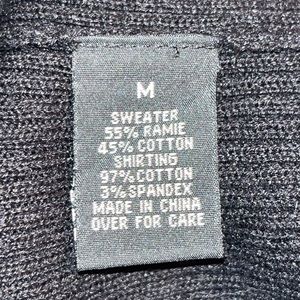 M
SWEATER
55% RAMIE
45% COTTON
SHIRTING
97% COTTON
3% SPANDEX
MADE IN CHINA
OVER FOR CARE